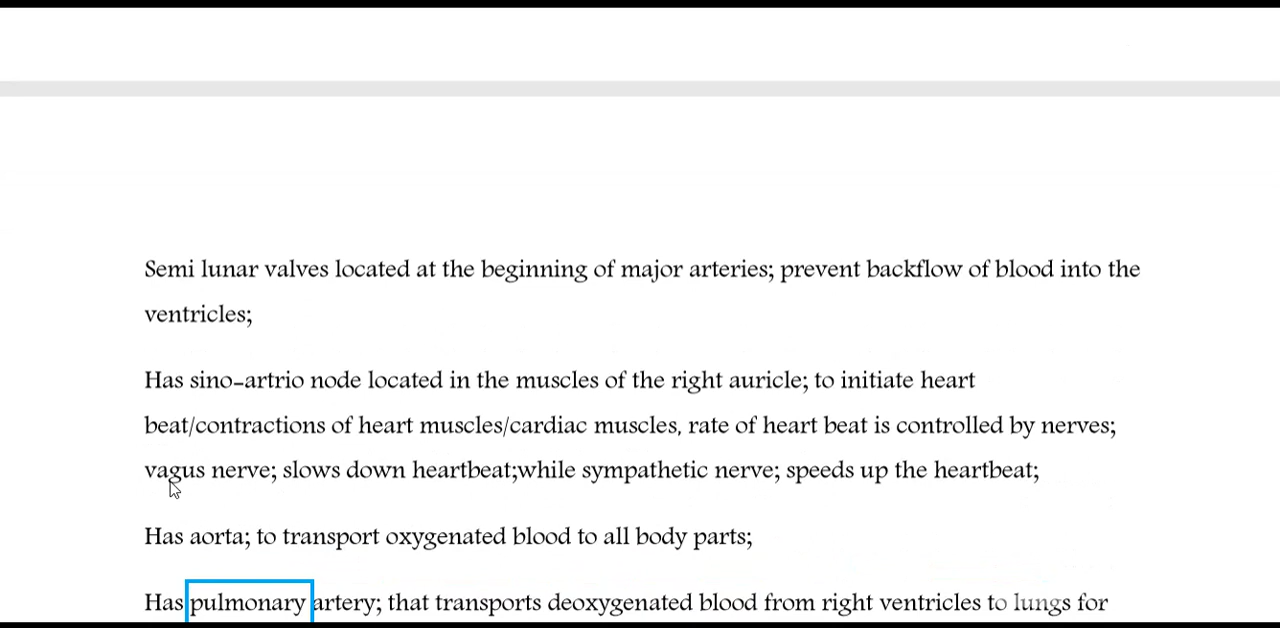 Semi lunar valves located at the beginning of major arteries; prevent backflow of blood into the
ventricles;
Has sino-artrio node located in the muscles of the right auricle; to initiate heart
beat/contractions of heart muscles/cardiac muscles, rate of heart beat is controlled by nerves;
vagus nerve; slows down heartbeat;while sympathetic nerve; speeds up the heartbeat;
Has aorta; to transport oxygenated blood to all body parts;
Has pulmonary artery; that transports deoxygenated blood from right ventricles to lungs for